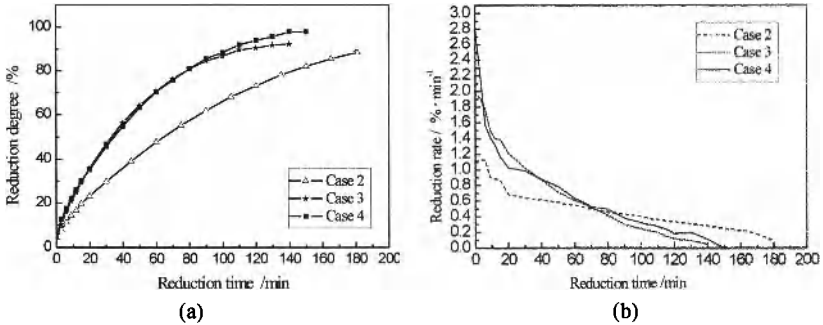 Reduction degree /%
100
80
60
40
20
0
0 20 40 60 80 100 120 140 160 180 200
Case 2
Case 3
Case 4
Reduction time /min
(a)
Reduction rate / %·min⁻¹
3.0
2.8
2.6
2.4
2.2
2.0
1.8
1.6
1.4
1.2
1.0
0.8
0.6
0.4
0.2
0.0
0 20 40 60 80 100 120 140 160 180 200
Case 2
Case 3
Case 4
Reduction time /min
(b)